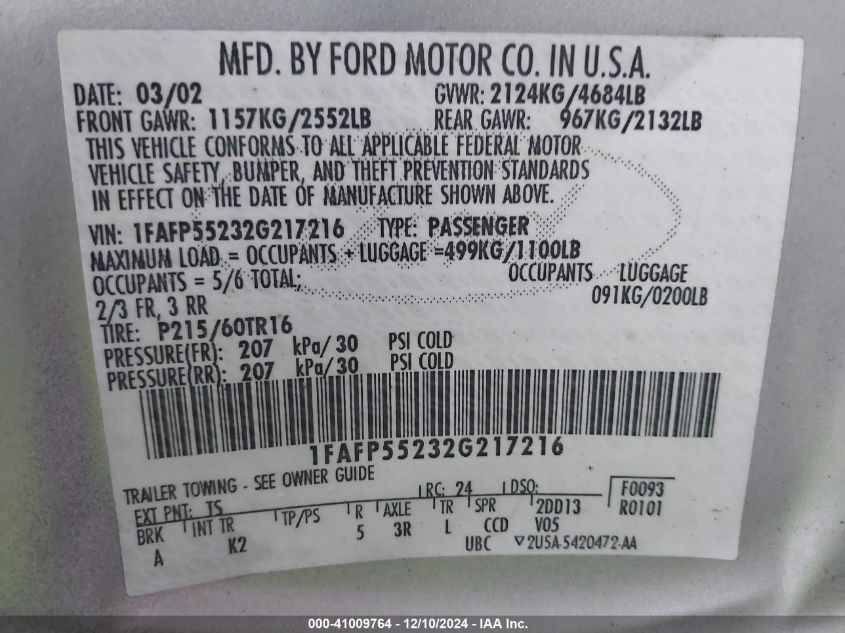 MFD. BY FORD MOTOR CO. IN U.S.A.
DATE: 03/02 GVWR: 2124KG/4684LB
FRONT GAWR: 1157KG/2552LB REAR GAWR: 967KG/2132LB
THIS VEHICLE CONFORMS TO ALL APPLICABLE FEDERAL MOTOR
VEHICLE SAFETY, BUMPER, AND THEFT PREVENTION STANDARDS
IN EFFECT ON THE DATE OF MANUFACTURE SHOWN ABOVE.
VIN: 1FAFP55232G217216 TYPE: PASSENGER
MAXIMUM LOAD = OCCUPANTS + LUGGAGE =499KG/1100LB
OCCUPANTS = 5/6 TOTAL; OCCUPANTS LUGGAGE
2/3 FR, 3 RR 091KG/0200LB
TIRE: P215/60TR16
PRESSURE(FR): 207 kPa/ 30 PSI COLD
PRESSURE(RR): 207 kPa/ 30 PSI COLD
1FAFP55232G217216
TRAILER TOWING - SEE OWNER GUIDE
EXT PNT: TS RC: 24 DSO: F0093
BRK INT TR TP/PS R AXLE TR SPR 2DD13 R0101
A K2 5 3R L CCD V05
UBC ▽2U5A-5420472-AA
000-41009764 - 12/10/2024 - IAA Inc.